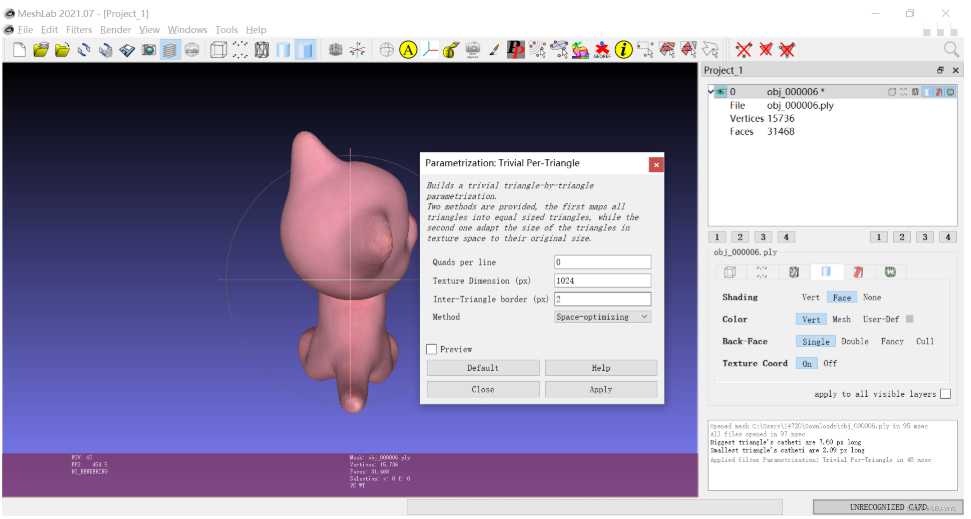 MeshLab 2021.07 - [Project_1]
File Edit Filters Render View Windows Tools Help
Project_1
0 obj_000006 *
File obj_000006.ply
Vertices 15736
Faces 31468
1 2 3 4 1 2 3 4
obj_000006.ply
Shading Vert Face None
Color Vert Mesh User-Def
Back-Face Single Double Fancy Cull
Texture Coord On Off
apply to all visible layers
Opened mesh C:\Users\14720\Downloads\obj_000006.ply in 95 msec
All files opened in 97 msec
Biggest triangle's catheti are 7.60 px long
Smallest triangle's catheti are 2.09 px long
Applied filter Parametrization: Trivial Per-Triangle in 46 msec
Parametrization: Trivial Per-Triangle
Builds a trivial triangle-by-triangle
parametrization.
Two methods are provided, the first maps all
triangles into equal sized triangles, while the
second one adapt the size of the triangles in
texture space to their original size.
Quads per line 0
Texture Dimension (px) 1024
Inter-Triangle border (px) 2
Method Space-optimizing
Preview
Default Help
Close Apply
FOV: 60
FPS 454.5
BO_RENDERING
Mesh: obj_000006.ply
Vertices: 15,736
Faces: 31,468
Selection: v: 0 f: 0
VC WT
UNRECOGNIZED CARD